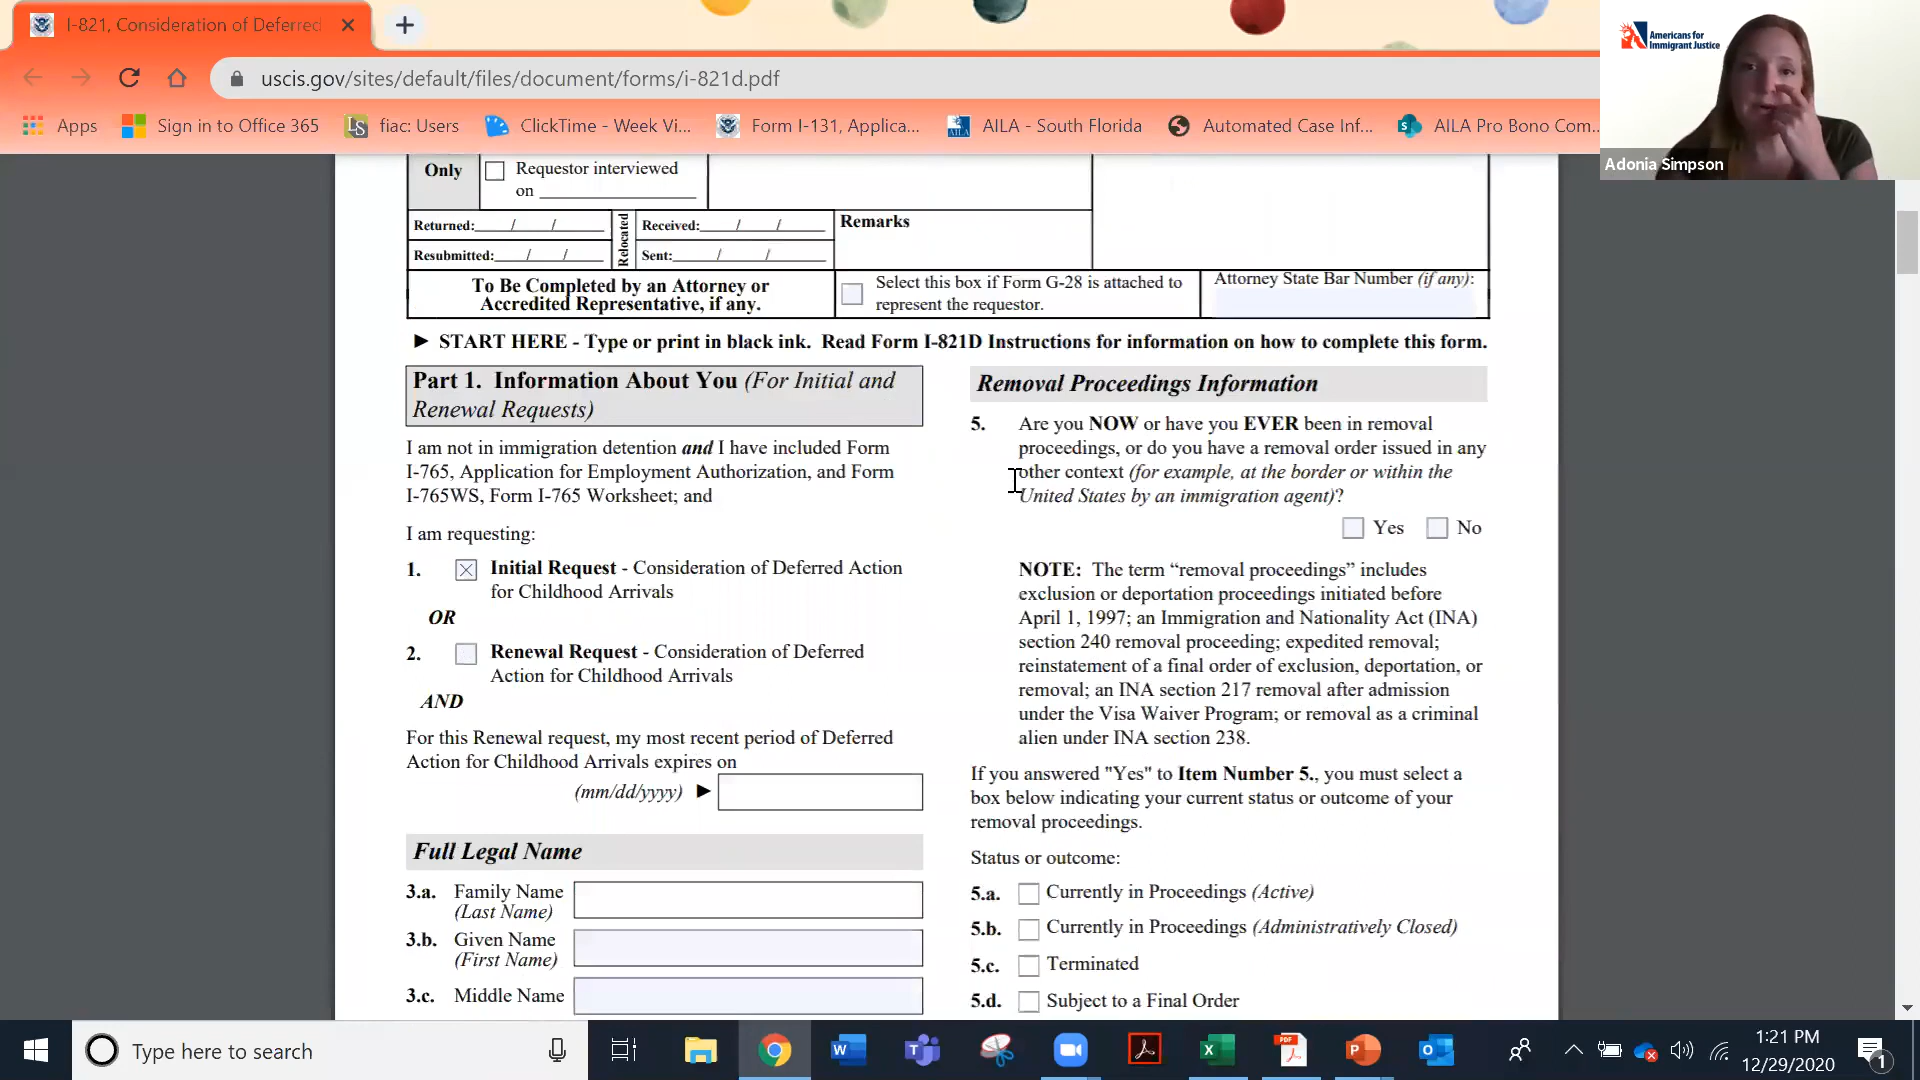 I-821, Consideration of Deferred
uscis.gov/sites/default/files/document/forms/i-821d.pdf
Apps
Sign in to Office 365
fiac: Users
ClickTime - Week Vi...
Form I-131, Applica...
AILA - South Florida
Automated Case Inf...
AILA Pro Bono Com...
Americans for
Immigrant Justice
Adonia Simpson
Only
Requestor interviewed
on
Returned: / /
Resubmitted: / /
Relocated
Received: / /
Sent: / /
Remarks
To Be Completed by an Attorney or
Accredited Representative, if any.
Select this box if Form G-28 is attached to
represent the requestor.
Attorney State Bar Number (if any):
► START HERE - Type or print in black ink. Read Form I-821D Instructions for information on how to complete this form.
Part 1. Information About You (For Initial and
Renewal Requests)
I am not in immigration detention and I have included Form
I-765, Application for Employment Authorization, and Form
I-765WS, Form I-765 Worksheet; and
I am requesting:
1. Initial Request - Consideration of Deferred Action
for Childhood Arrivals
OR
2. Renewal Request - Consideration of Deferred
Action for Childhood Arrivals
AND
For this Renewal request, my most recent period of Deferred
Action for Childhood Arrivals expires on
(mm/dd/yyyy) ►
Full Legal Name
3.a. Family Name
(Last Name)
3.b. Given Name
(First Name)
3.c. Middle Name
Removal Proceedings Information
5. Are you NOW or have you EVER been in removal
proceedings, or do you have a removal order issued in any
other context (for example, at the border or within the
United States by an immigration agent)?
Yes No
NOTE: The term “removal proceedings” includes
exclusion or deportation proceedings initiated before
April 1, 1997; an Immigration and Nationality Act (INA)
section 240 removal proceeding; expedited removal;
reinstatement of a final order of exclusion, deportation, or
removal; an INA section 217 removal after admission
under the Visa Waiver Program; or removal as a criminal
alien under INA section 238.
If you answered "Yes" to Item Number 5., you must select a
box below indicating your current status or outcome of your
removal proceedings.
Status or outcome:
5.a. Currently in Proceedings (Active)
5.b. Currently in Proceedings (Administratively Closed)
5.c. Terminated
5.d. Subject to a Final Order
Type here to search
1:21 PM
12/29/2020
1